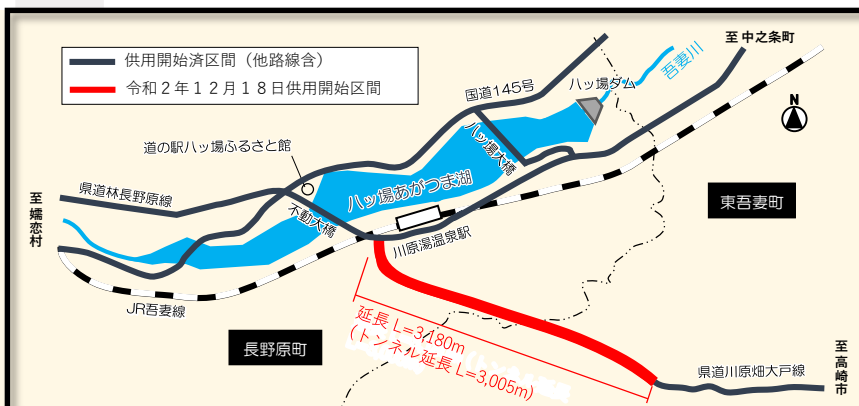 供用開始済区間（他路線含）
令和２年１２月１８日供用開始区間
至 中之条町
吾妻川
国道145号
八ッ場ダム
N
道の駅八ッ場ふるさと館
八ッ場大橋
県道林長野原線
八ッ場あがつま湖
至 嬬恋村
不動大橋
東吾妻町
川原湯温泉駅
JR吾妻線
延長 L=3,180m
(トンネル延長 L=3,005m)
長野原町
県道川原畑大戸線
至 高崎市